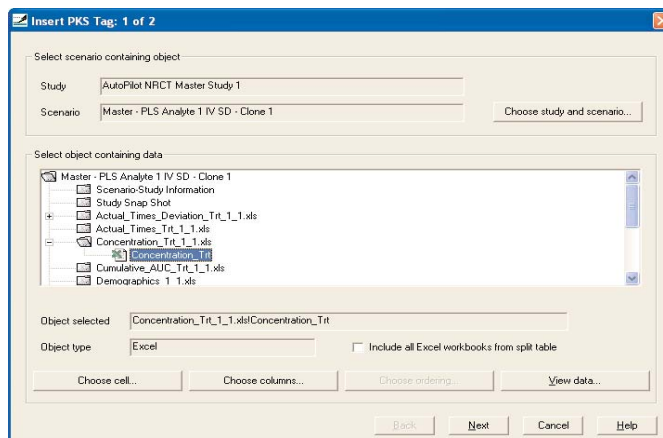 Insert PKS Tag: 1 of 2
Select scenario containing object
Study AutoPilot NRCT Master Study 1
Scenario Master - PLS Analyte 1 IV SD - Clone 1 Choose study and scenario...
Select object containing data
Master - PLS Analyte 1 IV SD - Clone 1
Scenario-Study Information
Study Snap Shot
Actual_Times_Deviation_Trt_1_1.xls
Actual_Times_Trt_1_1.xls
Concentration_Trt_1_1.xls
Concentration_Trt
Cumulative_AUC_Trt_1_1.xls
Demographics_1_1.xls
Object selected Concentration_Trt_1_1.xls!Concentration_Trt
Object type Excel Include all Excel workbooks from split table
Choose cell... Choose columns... Choose ordering... View data...
Back Next Cancel Help